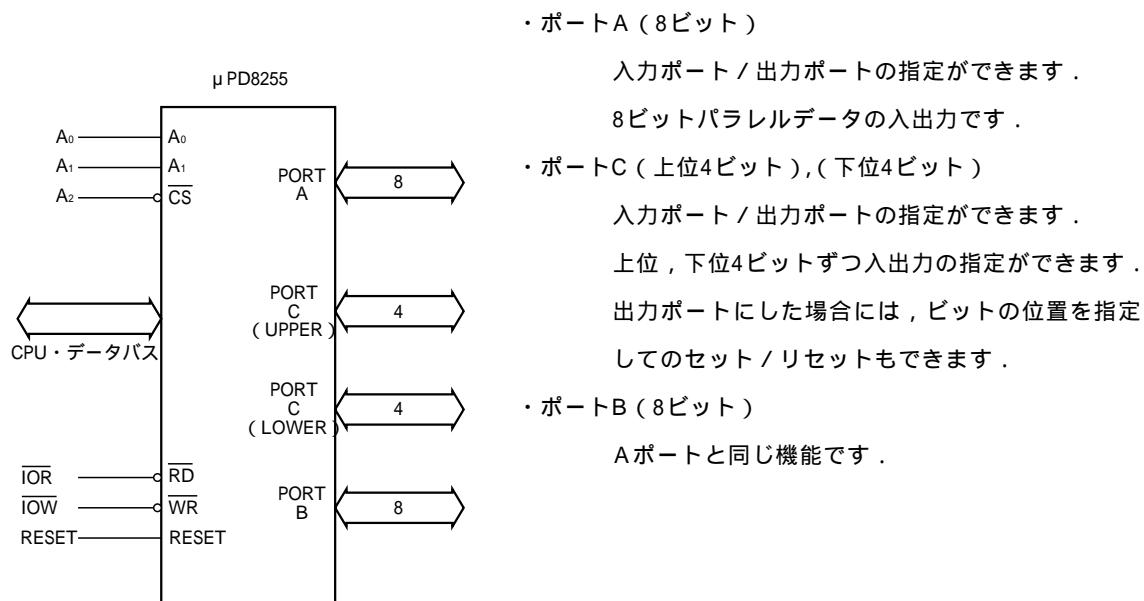 μPD8255
A0
A1
A2
A0
A1
CS
CPU・データバス
IOR
IOW
RESET
RD
WR
RESET
PORT
A
8
PORT
C
(UPPER)
4
PORT
C
(LOWER)
4
PORT
B
8
・ポートA(8ビット)
入力ポート/出力ポートの指定ができます.
8ビットパラレルデータの入出力です.
・ポートC(上位4ビット),(下位4ビット)
入力ポート/出力ポートの指定ができます.
上位,下位4ビットずつ入出力の指定ができます.
出力ポートにした場合には,ビットの位置を指定
してのセット/リセットもできます.
・ポートB(8ビット)
Aポートと同じ機能です.